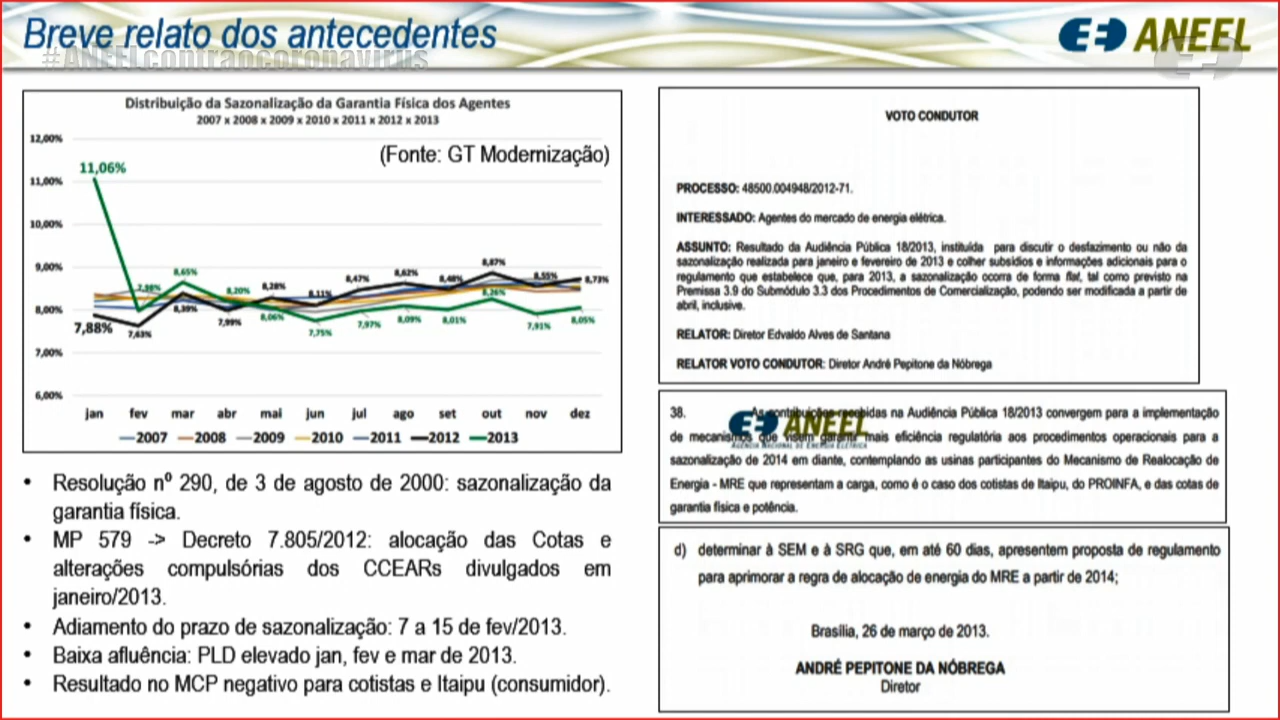 Breve relato dos antecedentes
#ANEELcontraocoronavirus
ANEEL
Distribuição da Sazonalização da Garantia Física dos Agentes
2007 x 2008 x 2009 x 2010 x 2011 x 2012 x 2013
(Fonte: GT Modernização)
12,00%
11,00%
10,00%
9,00%
8,00%
7,00%
6,00%
11,06%
7,98%
8,65%
8,20%
8,06%
7,75%
7,97%
8,09%
8,01%
8,26%
7,91%
8,05%
7,88%
7,63%
8,39%
7,99%
8,28%
8,11%
8,47%
8,62%
8,48%
8,87%
8,55%
8,73%
jan fev mar abr mai jun jul ago set out nov dez
2007 2008 2009 2010 2011 2012 2013
• Resolução nº 290, de 3 de agosto de 2000: sazonalização da
garantia física.
• MP 579 -> Decreto 7.805/2012: alocação das Cotas e
alterações compulsórias dos CCEARs divulgados em
janeiro/2013.
• Adiamento do prazo de sazonalização: 7 a 15 de fev/2013.
• Baixa afluência: PLD elevado jan, fev e mar de 2013.
• Resultado no MCP negativo para cotistas e Itaipu (consumidor).
VOTO CONDUTOR
PROCESSO: 48500.004948/2012-71.
INTERESSADO: Agentes do mercado de energia elétrica.
ASSUNTO: Resultado da Audiência Pública 18/2013, instituída para discutir o desfazimento ou não da
sazonalização realizada para janeiro e fevereiro de 2013 e colher subsídios e informações adicionais para o
regulamento que estabelece que, para 2013, a sazonalização ocorra de forma flat, tal como previsto na
Premissa 3.9 do Submódulo 3.3 dos Procedimentos de Comercialização, podendo ser modificada a partir de
abril, inclusive.
RELATOR: Diretor Edvaldo Alves de Santana
RELATOR VOTO CONDUTOR: Diretor André Pepitone da Nóbrega
38. As contribuições recebidas na Audiência Pública 18/2013 convergem para a implementação
de mecanismos que visem garantir mais eficiência regulatória aos procedimentos operacionais para a
sazonalização de 2014 em diante, contemplando as usinas participantes do Mecanismo de Realocação de
Energia - MRE que representam a carga, como é o caso dos cotistas de Itaipu, do PROINFA, e das cotas de
garantia física e potência.
ANEEL
AGÊNCIA NACIONAL DE ENERGIA ELÉTRICA
d) determinar à SEM e à SRG que, em até 60 dias, apresentem proposta de regulamento
para aprimorar a regra de alocação de energia do MRE a partir de 2014;
Brasília, 26 de março de 2013.
ANDRÉ PEPITONE DA NÓBREGA
Diretor